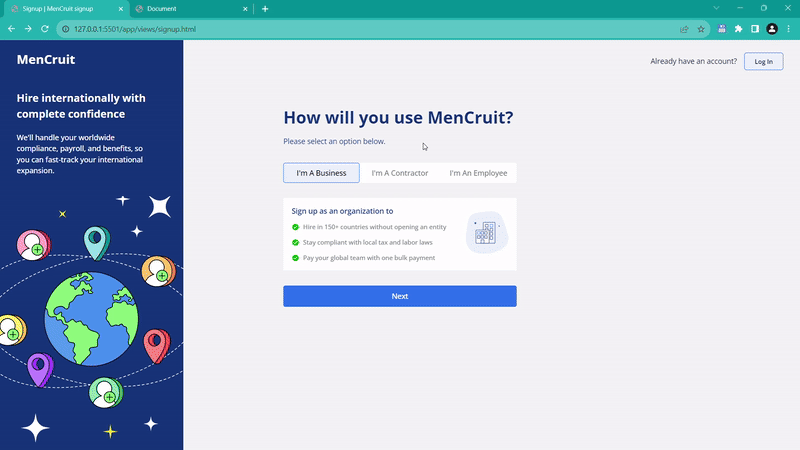 Signup | MenCruit signup
Document
127.0.0.1:5501/app/views/signup.html
MenCruit
Already have an account?
Log In
Hire internationally with
complete confidence
We'll handle your worldwide
compliance, payroll, and benefits, so
you can fast-track your international
expansion.
How will you use MenCruit?
Please select an option below.
I'm A Business
I'm A Contractor
I'm An Employee
Sign up as an organization to
Hire in 150+ countries without opening an entity
Stay compliant with local tax and labor laws
Pay your global team with one bulk payment
Next